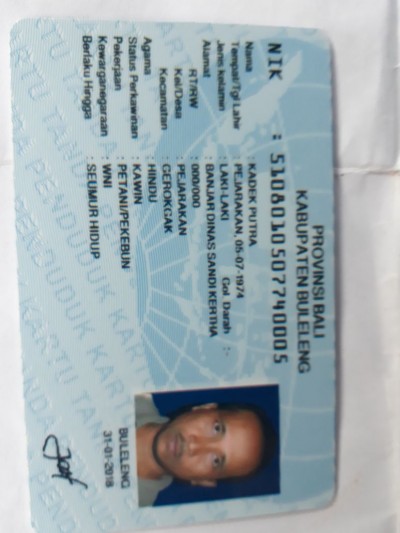 PROVINSI BALI
KABUPATEN BULELENG
NIK : 5108010507740005
Nama : KADEK PUTRA
Tempat/Tgl Lahir : PEJARAKAN, 05-07-1974
Jenis kelamin : LAKI-LAKI Gol Darah : -
Alamat : BANJAR DINAS SANDI KERTHA
RT/RW : 000/000
Kel/Desa : PEJARAKAN
Kecamatan : GEROKGAK
Agama : HINDU
Status Perkawinan : KAWIN
Pekerjaan : PETANI/PEKEBUN
Kewarganegaraan : WNI
Berlaku Hingga : SEUMUR HIDUP
BULELENG
31-01-2018